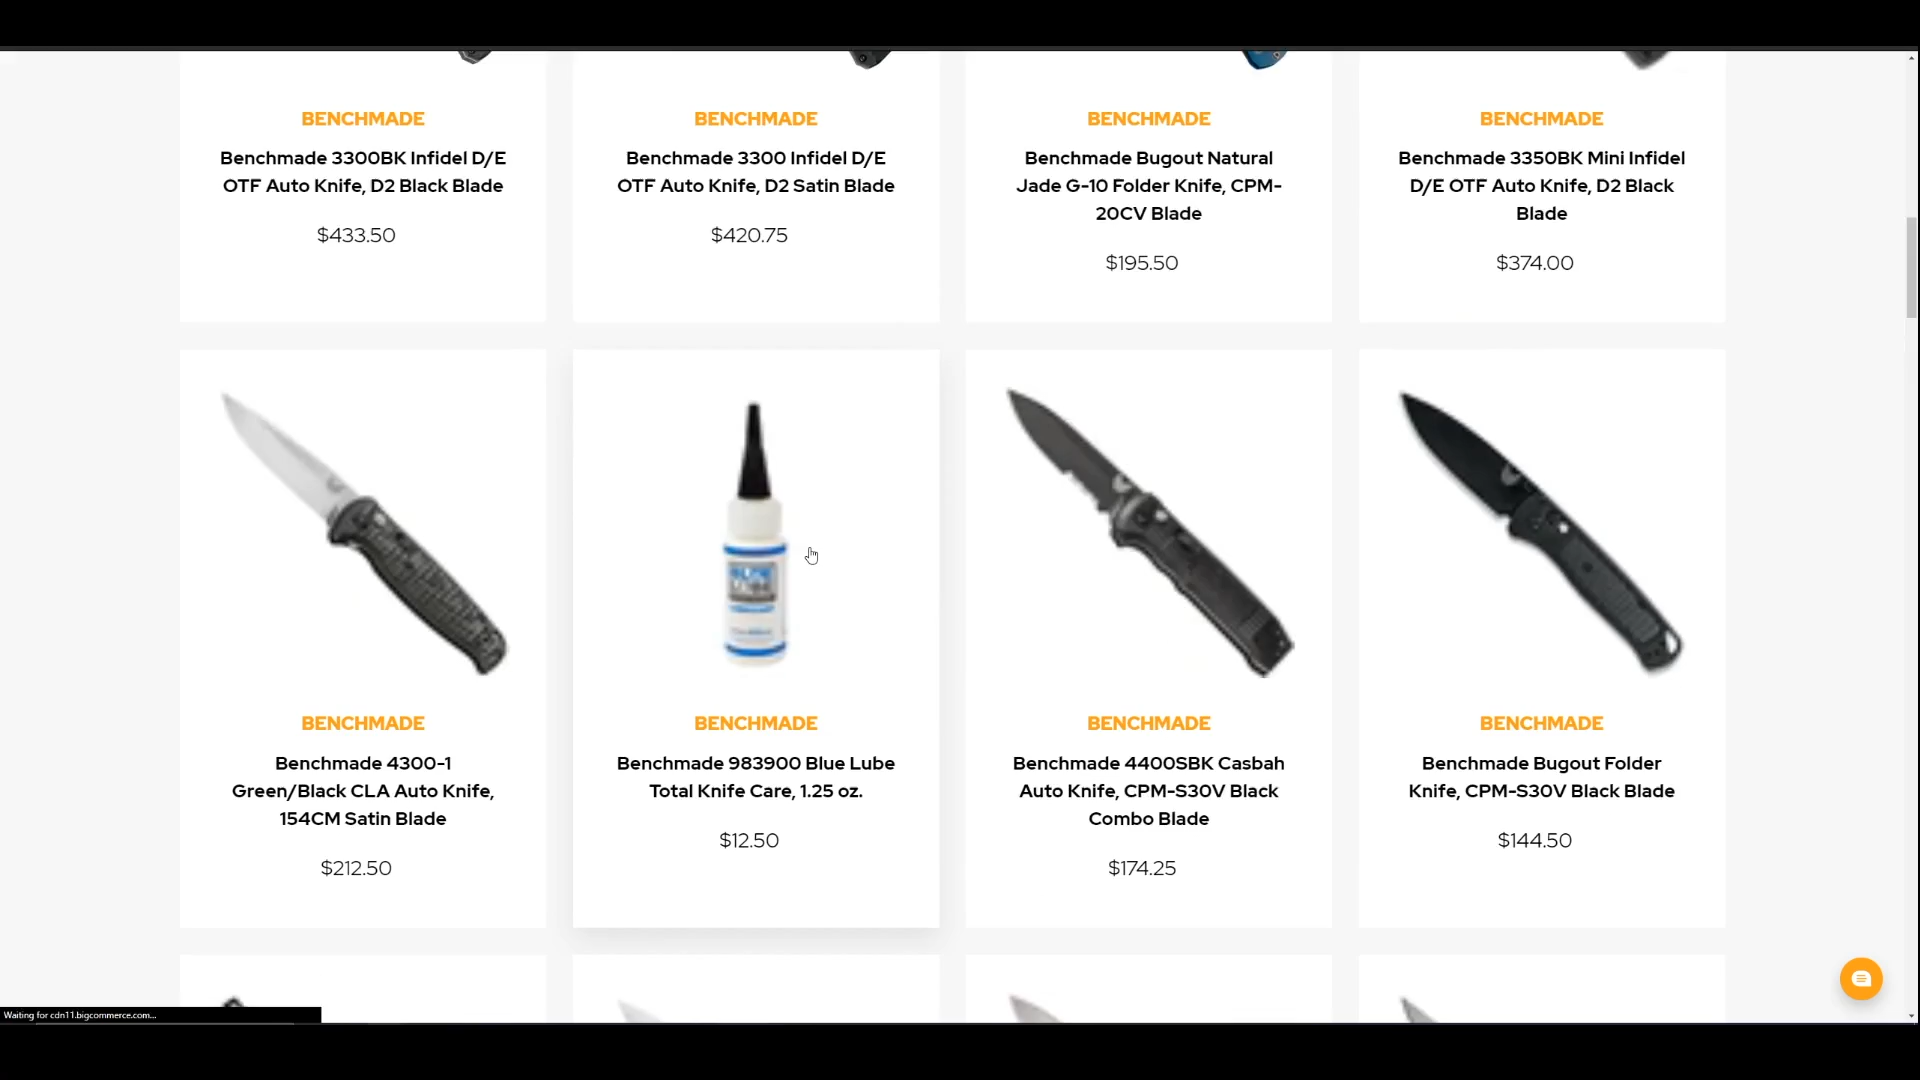 BENCHMADE
Benchmade 3300BK Infidel D/E
OTF Auto Knife, D2 Black Blade
$433.50
BENCHMADE
Benchmade 3300 Infidel D/E
OTF Auto Knife, D2 Satin Blade
$420.75
BENCHMADE
Benchmade Bugout Natural
Jade G-10 Folder Knife, CPM-
20CV Blade
$195.50
BENCHMADE
Benchmade 3350BK Mini Infidel
D/E OTF Auto Knife, D2 Black
Blade
$374.00
BENCHMADE
Benchmade 4300-1
Green/Black CLA Auto Knife,
154CM Satin Blade
$212.50
BENCHMADE
Benchmade 983900 Blue Lube
Total Knife Care, 1.25 oz.
$12.50
BENCHMADE
Benchmade 4400SBK Casbah
Auto Knife, CPM-S30V Black
Combo Blade
$174.25
BENCHMADE
Benchmade Bugout Folder
Knife, CPM-S30V Black Blade
$144.50
Waiting for cdn11.bigcommerce.com...